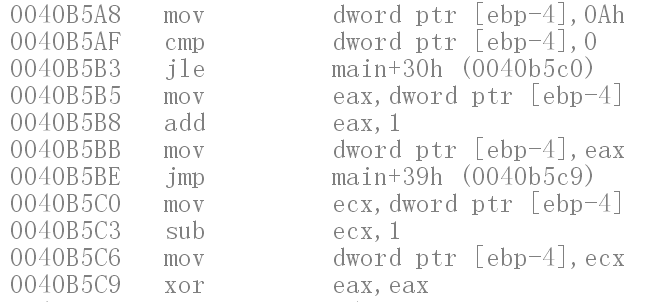 0040B5A8 mov dword ptr [ebp-4],0Ah
0040B5AF cmp dword ptr [ebp-4],0
0040B5B3 jle main+30h (0040b5c0)
0040B5B5 mov eax,dword ptr [ebp-4]
0040B5B8 add eax,1
0040B5BB mov dword ptr [ebp-4],eax
0040B5BE jmp main+39h (0040b5c9)
0040B5C0 mov ecx,dword ptr [ebp-4]
0040B5C3 sub ecx,1
0040B5C6 mov dword ptr [ebp-4],ecx
0040B5C9 xor eax,eax